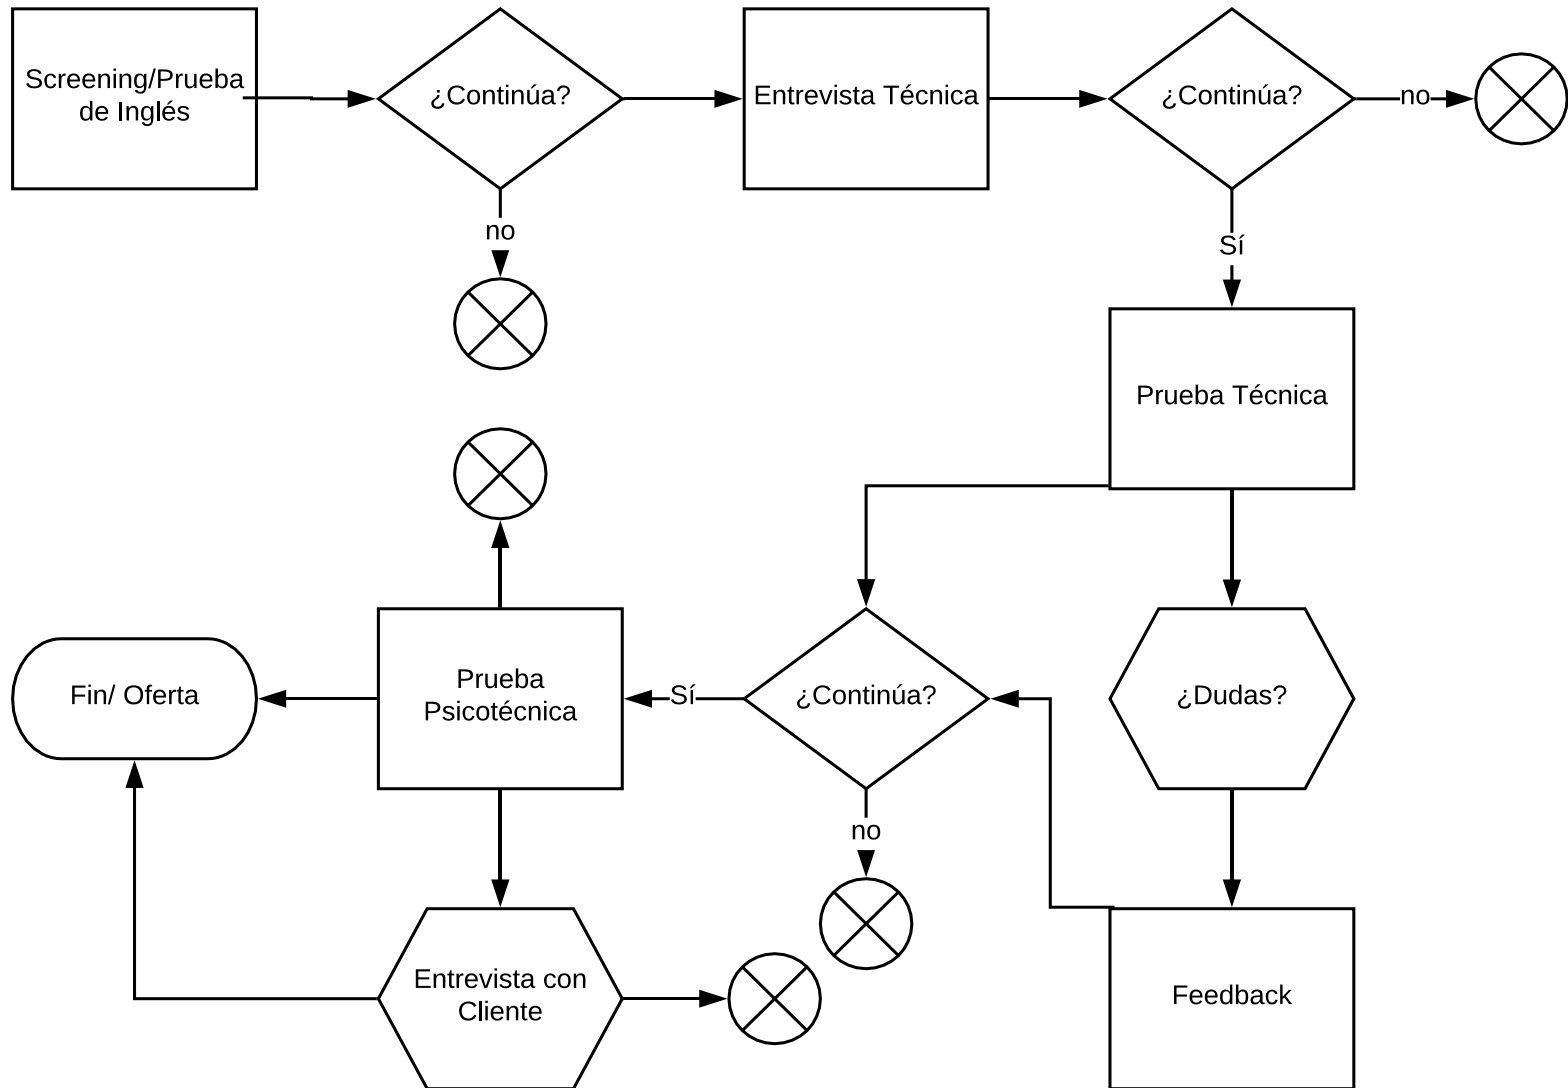 Screening/Prueba
de Inglés
¿Continúa?
Entrevista Técnica
¿Continúa?
no
no
Sí
Prueba Técnica
Fin/ Oferta
Prueba
Psicotécnica
Sí
¿Continúa?
¿Dudas?
no
Entrevista con
Cliente
Feedback